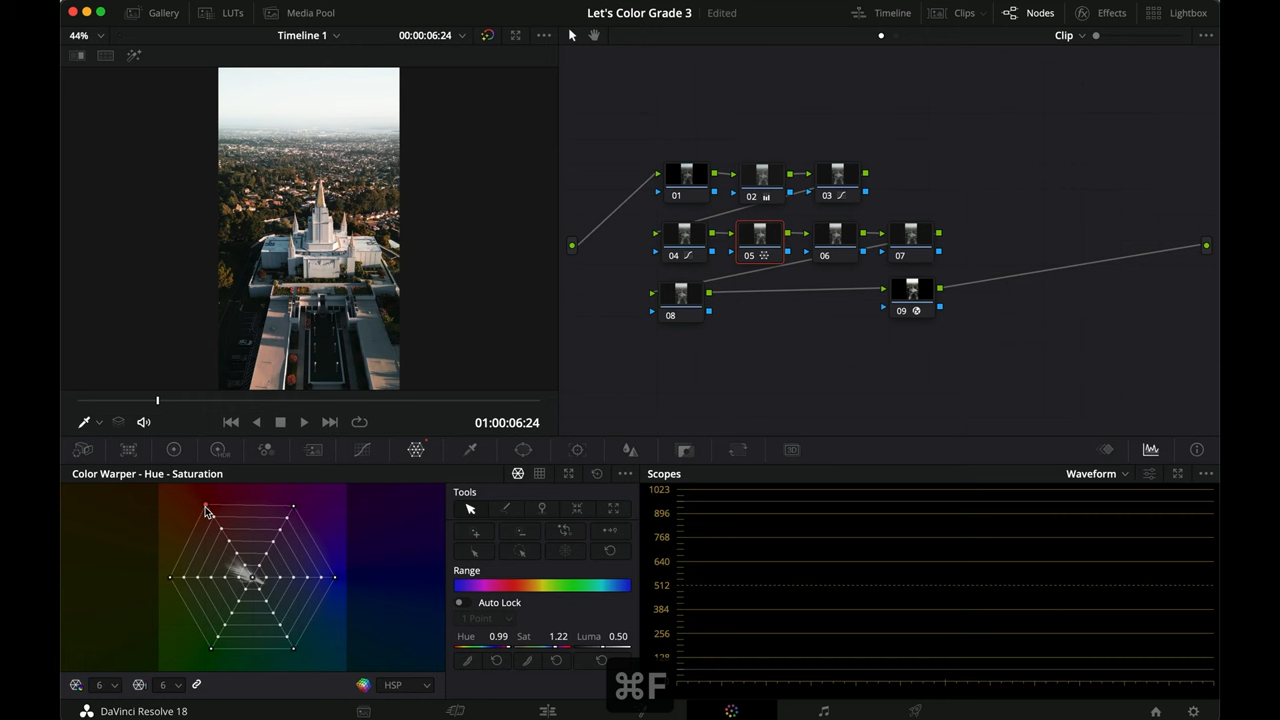 Gallery LUTs Media Pool Let's Color Grade 3 Edited Timeline Clips Nodes Effects Lightbox
44% Timeline 1 00:00:06:24 Clip
01 02 03
04 05 06 07
08 09
01:00:06:24
Color Warper - Hue - Saturation
Tools
Range
Auto Lock
1 Point
Hue 0.99 Sat 1.22 Luma 0.50
6 6 HSP
Scopes Waveform
1023
896
768
640
512
384
256
128
⌘F
DaVinci Resolve 18